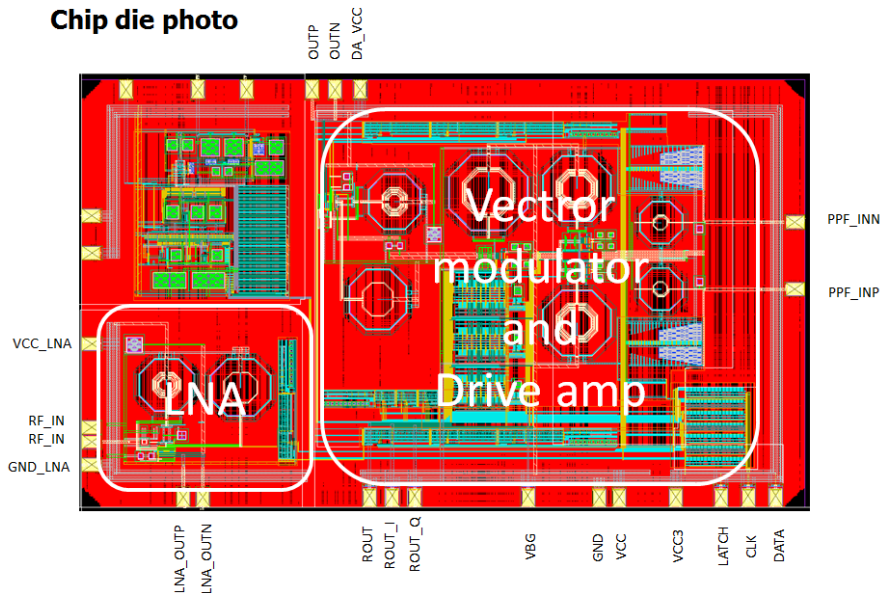 Chip die photo
OUTP
OUTN
DA_VCC
PPF_INN
PPF_INP
Vectror
modulator
and
Drive amp
VCC_LNA
LNA
RF_IN
RF_IN
GND_LNA
LNA_OUTP
LNA_OUTN
ROUT
ROUT_I
ROUT_Q
VBG
GND
VCC
VCC3
LATCH
CLK
DATA